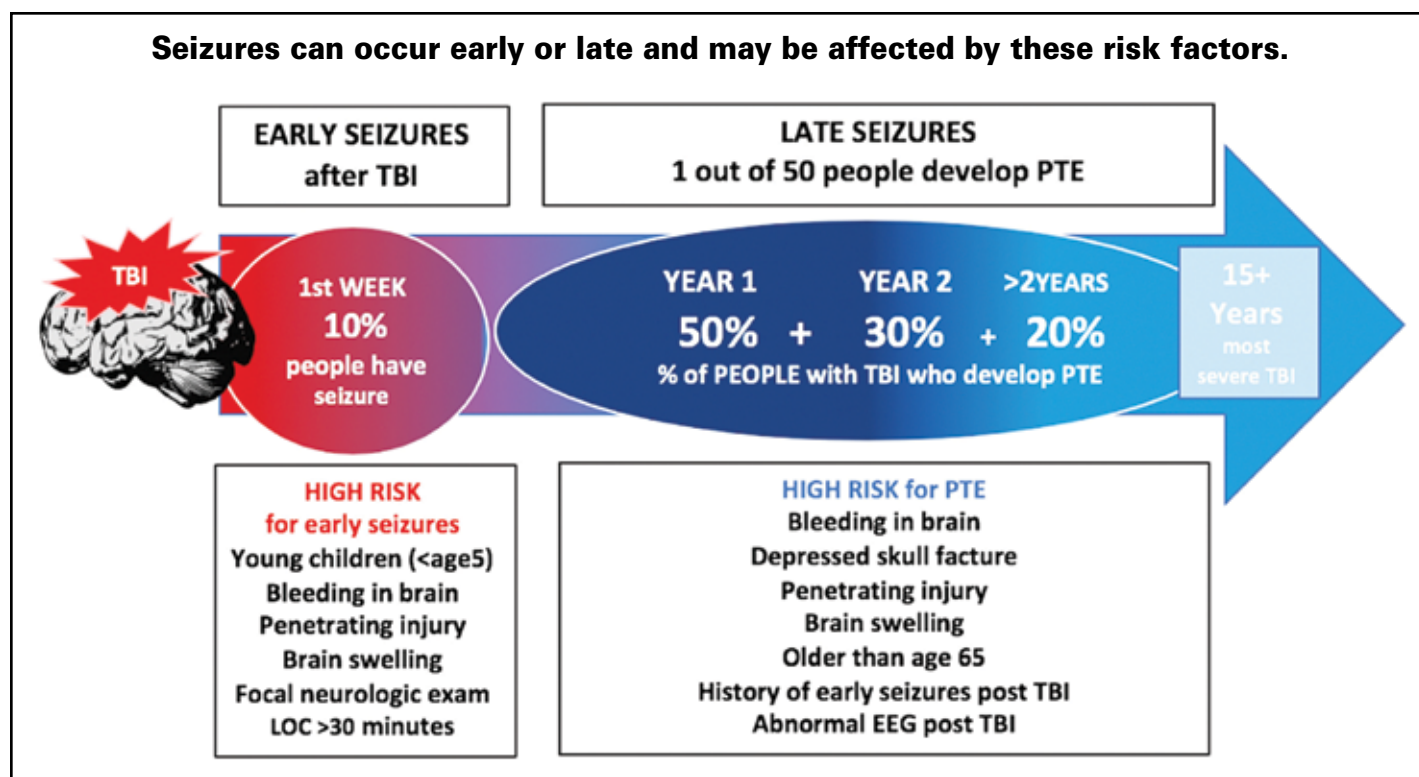 Seizures can occur early or late and may be affected by these risk factors.
EARLY SEIZURES
after TBI
LATE SEIZURES
1 out of 50 people develop PTE
TBI
1st WEEK
10%
people have
seizure
YEAR 1 YEAR 2 >2YEARS
50% + 30% + 20%
% of PEOPLE with TBI who develop PTE
15+
Years
most
severe TBI
HIGH RISK
for early seizures
Young children (<age5)
Bleeding in brain
Penetrating injury
Brain swelling
Focal neurologic exam
LOC >30 minutes
HIGH RISK for PTE
Bleeding in brain
Depressed skull facture
Penetrating injury
Brain swelling
Older than age 65
History of early seizures post TBI
Abnormal EEG post TBI